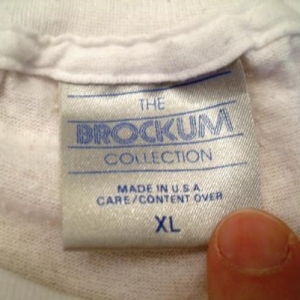 THE
BROCKUM
COLLECTION
MADE IN U.S.A
CARE/CONTENT OVER
XL